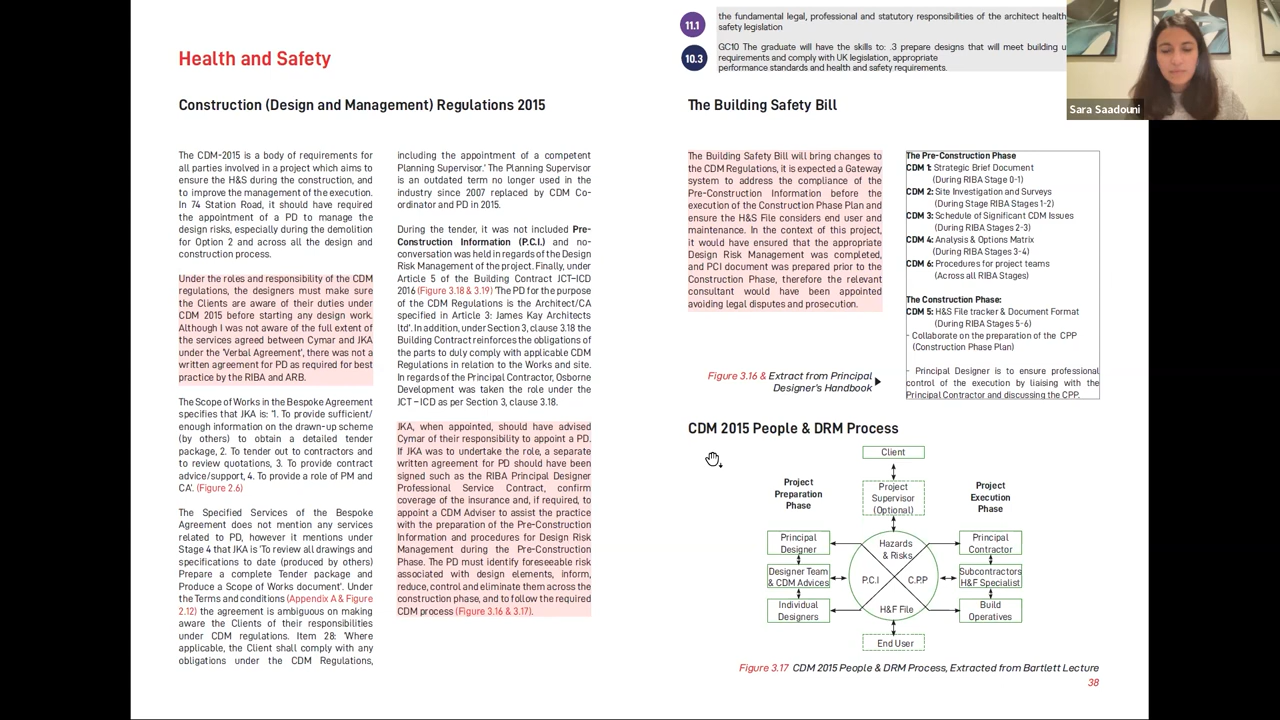 Health and Safety
Construction (Design and Management) Regulations 2015
The CDM-2015 is a body of requirements for
all parties involved in a project which aims to
ensure the H&S during the construction, and
to improve the management of the execution.
In 74 Station Road, it should have required
the appointment of a PD to manage the
design risks, especially during the demolition
for Option 2 and across all the design and
construction process.
Under the roles and responsibility of the CDM
regulations, the designers must make sure
the Clients are aware of their duties under
CDM 2015 before starting any design work.
Although I was not aware of the full extent of
the services agreed between Cymar and JKA
under the 'Verbal Agreement', there was not a
written agreement for PD as required for best
practice by the RIBA and ARB.
The Scope of Works in the Bespoke Agreement
specifies that JKA is: '1. To provide sufficient/
enough information on the drawn-up scheme
(by others) to obtain a detailed tender
package, 2. To tender out to contractors and
to review quotations, 3. To provide contract
advice/support, 4. To provide a role of PM and
CA'. (Figure 2.6)
The Specified Services of the Bespoke
Agreement does not mention any services
related to PD, however it mentions under
Stage 4 that JKA is 'To review all drawings and
specifications to date (produced by others)
Prepare a complete Tender package and
Produce a Scope of Works document'. Under
the Terms and conditions (Appendix A & Figure
2.12) the agreement is ambiguous on making
aware the Clients of their responsibilities
under CDM regulations. Item 28: 'Where
applicable, the Client shall comply with any
obligations under the CDM Regulations,
including the appointment of a competent
Planning Supervisor.' The Planning Supervisor
is an outdated term no longer used in the
industry since 2007 replaced by CDM Co-
ordinator and PD in 2015.
During the tender, it was not included Pre-
Construction Information (P.C.I.) and no-
conversation was held in regards of the Design
Risk Management of the project. Finally, under
Article 5 of the Building Contract JCT-ICD
2016 (Figure 3.18 & 3.19) 'The PD for the purpose
of the CDM Regulations is the Architect/CA
specified in Article 3: James Kay Architects
ltd'. In addition, under Section 3, clause 3.18 the
Building Contract reinforces the obligations of
the parts to duly comply with applicable CDM
Regulations in relation to the Works and site.
In regards of the Principal Contractor, Osborne
Development was taken the role under the
JCT – ICD as per Section 3, clause 3.18.
JKA, when appointed, should have advised
Cymar of their responsibility to appoint a PD.
If JKA was to undertake the role, a separate
written agreement for PD should have been
signed such as the RIBA Principal Designer
Professional Service Contract, confirm
coverage of the insurance and, if required, to
appoint a CDM Adviser to assist the practice
with the preparation of the Pre-Construction
Information and procedures for Design Risk
Management during the Pre-Construction
Phase. The PD must identify foreseeable risk
associated with design elements, inform,
reduce, control and eliminate them across the
construction phase, and to follow the required
CDM process (Figure 3.16 & 3.17).
11.1
the fundamental legal, professional and statutory responsibilities of the architect health
safety legislation
10.3
GC10 The graduate will have the skills to: .3 prepare designs that will meet building u
requirements and comply with UK legislation, appropriate
performance standards and health and safety requirements.
Sara Saadouni
The Building Safety Bill
The Building Safety Bill will bring changes to
the CDM Regulations, it is expected a Gateway
system to address the compliance of the
Pre-Construction Information before the
execution of the Construction Phase Plan and
ensure the H&S File considers end user and
maintenance. In the context of this project,
it would have ensured that the appropriate
Design Risk Management was completed,
and PCI document was prepared prior to the
Construction Phase, therefore the relevant
consultant would have been appointed
avoiding legal disputes and prosecution.
Figure 3.16 & Extract from Principal
Designer's Handbook
The Pre-Construction Phase
CDM 1: Strategic Brief Document
(During RIBA Stage 0-1)
CDM 2: Site Investigation and Surveys
(During Stage RIBA Stages 1-2)
CDM 3: Schedule of Significant CDM Issues
(During RIBA Stages 2-3)
CDM 4: Analysis & Options Matrix
(During RIBA Stages 3-4)
CDM 6: Procedures for project teams
(Across all RIBA Stages)
The Construction Phase:
CDM 5: H&S File tracker & Document Format
(During RIBA Stages 5-6)
- Collaborate on the preparation of the CPP
(Construction Phase Plan)
- Principal Designer is to ensure professional
control of the execution by liaising with the
Principal Contractor and discussing the CPP.
CDM 2015 People & DRM Process
Client
Project
Preparation
Phase
Project
Supervisor
(Optional)
Project
Execution
Phase
Principal
Designer
Hazards
& Risks
Principal
Contractor
Designer Team
& CDM Advices
P.C.I
C.P.P
Subcontractors
H&F Specialist
Individual
Designers
H&F File
Build
Operatives
End User
Figure 3.17 CDM 2015 People & DRM Process, Extracted from Bartlett Lecture
38